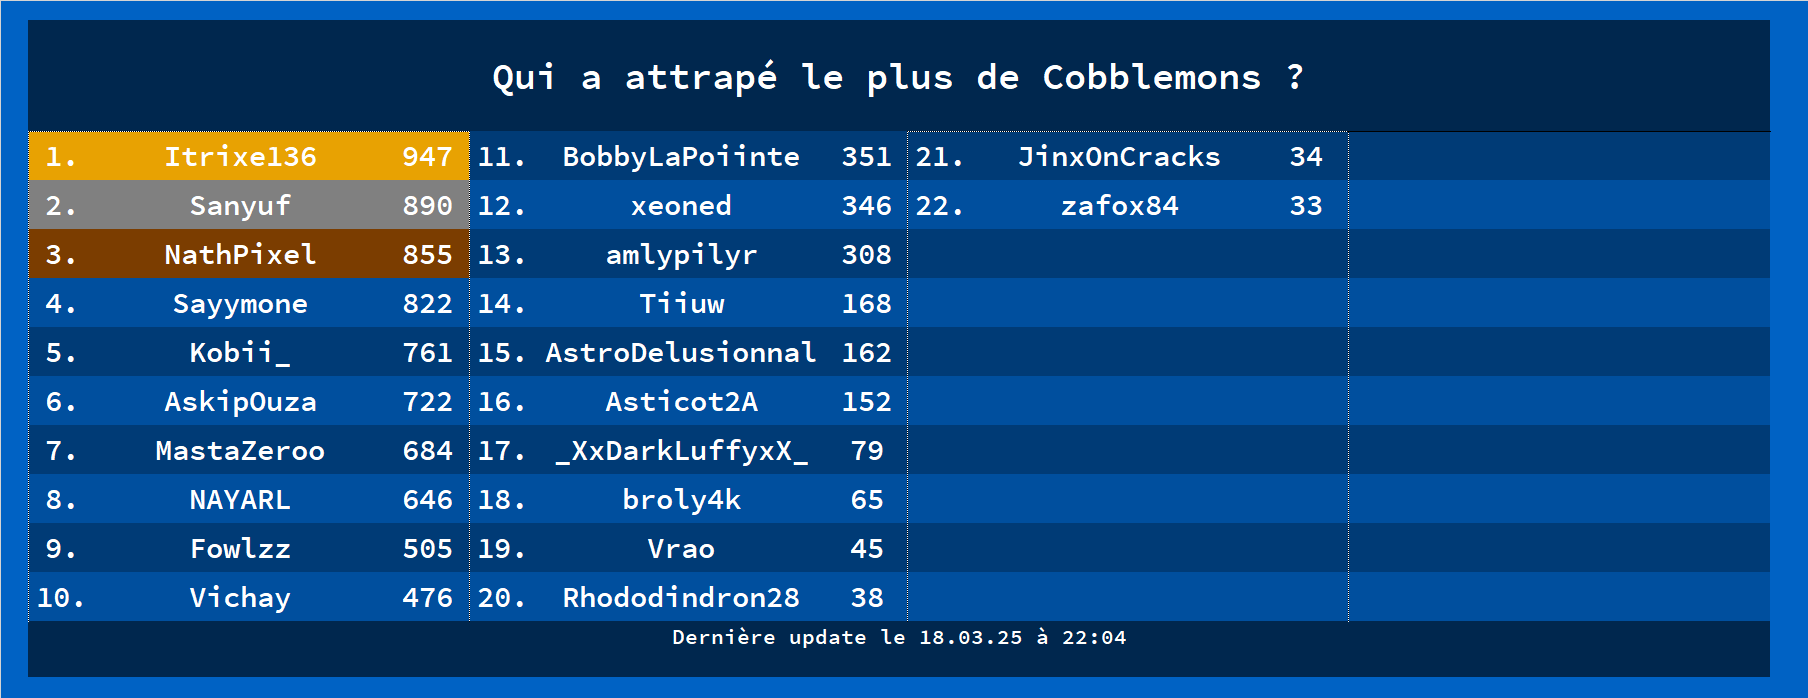 Qui a attrapé le plus de Cobblemons ?
1. Itrixe136 947
2. Sanyuf 890
3. NathPixel 855
4. Sayymone 822
5. Kobii_ 761
6. AskipOuza 722
7. MastaZeroo 684
8. NAYARL 646
9. Fowlzz 505
10. Vichay 476
11. BobbyLaPoiinte 351
12. xeoned 346
13. amlypilyr 308
14. Tiiuw 168
15. AstroDelusionnal 162
16. Asticot2A 152
17. _XxDarkLuffyxX_ 79
18. broly4k 65
19. Vrao 45
20. Rhododindron28 38
21. JinxOnCracks 34
22. zafox84 33
Dernière update le 18.03.25 à 22:04